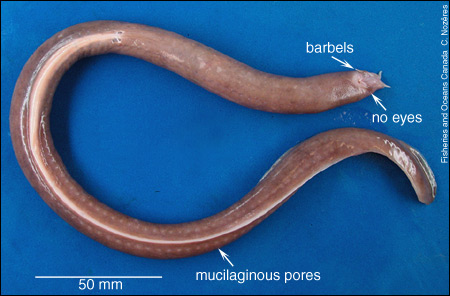 barbels
no eyes
mucilaginous pores
50 mm
Fisheries and Oceans Canada C. Nozères